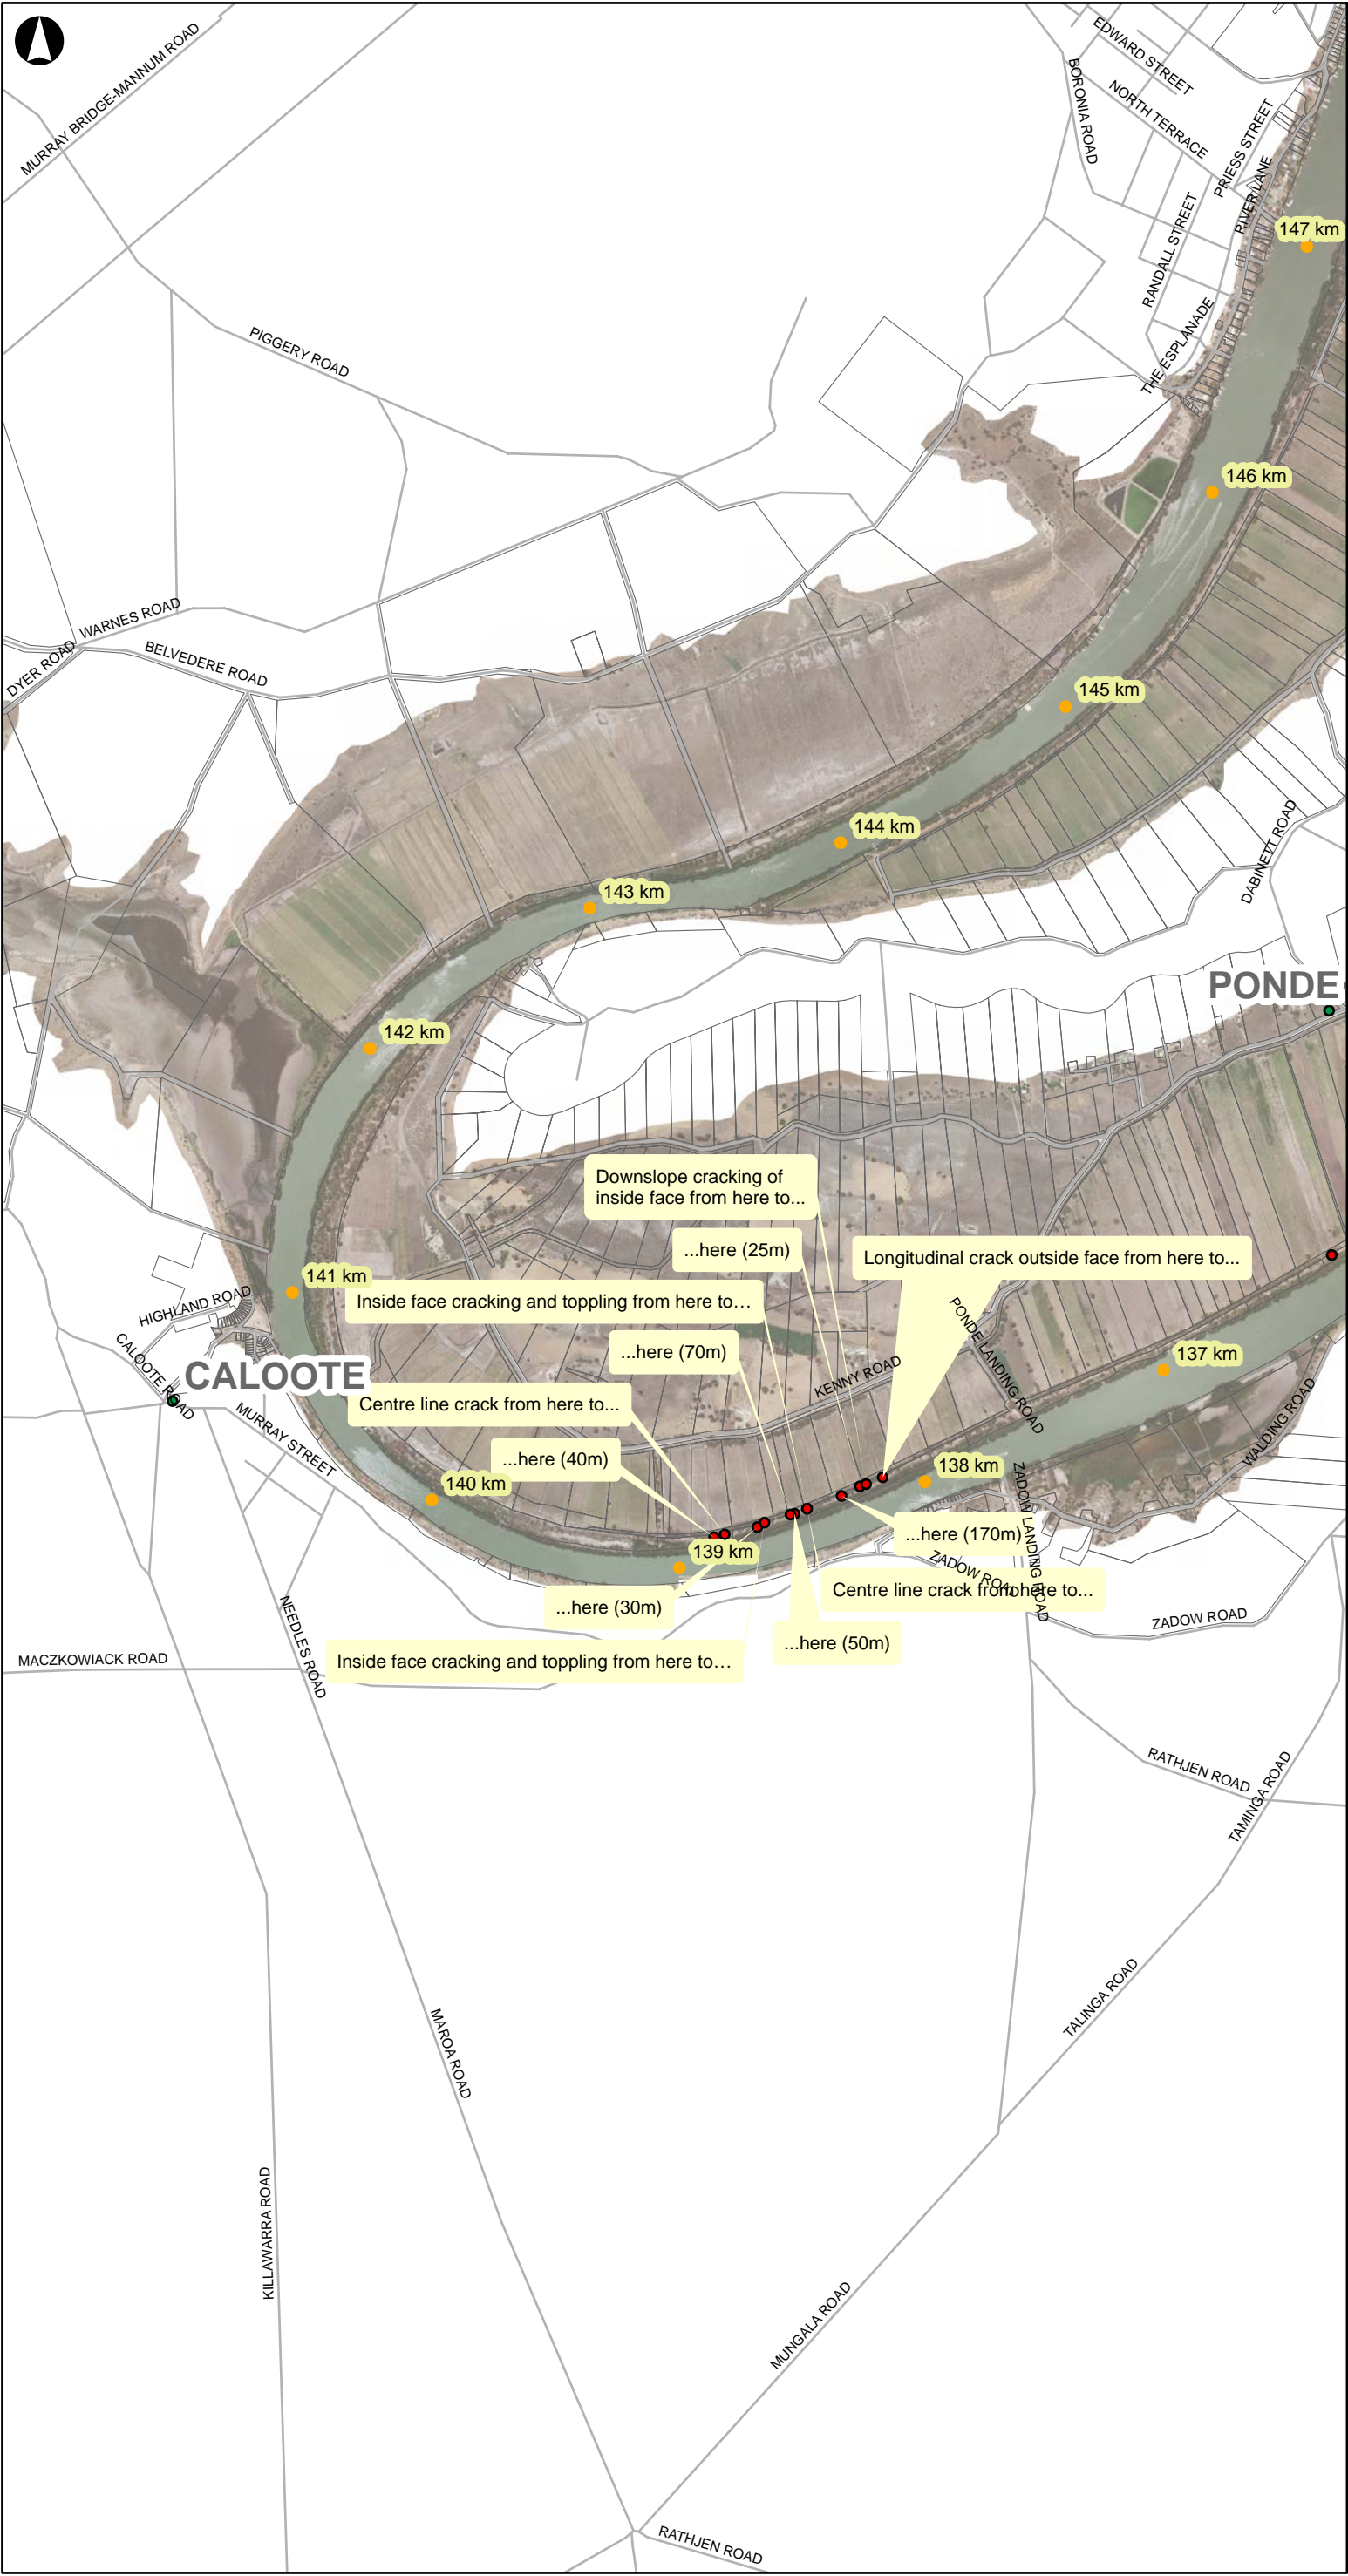 EDWARD STREET
MURRAY BRIDGE-MANNUM ROAD
BORONIA ROAD
NORTH TERRACE
PRIESS STREET
RIVER LANE
RANDALL STREET
147 km
THE ESPLANADE
PIGGERY ROAD
146 km
WARNES ROAD
DYER ROAD
BELVEDERE ROAD
145 km
144 km
DABINETT ROAD
143 km
PONDE
142 km
Downslope cracking of
inside face from here to...
...here (25m)
Longitudinal crack outside face from here to...
141 km
HIGHLAND ROAD
Inside face cracking and toppling from here to…
CALOOTE ROAD
CALOOTE
...here (70m)
PONDE LANDING ROAD
137 km
KENNY ROAD
Centre line crack from here to...
MURRAY STREET
WALDING ROAD
...here (40m)
138 km
140 km
ZADOW LANDING ROAD
...here (170m)
139 km
ZADOW ROAD
Centre line crack from here to...
...here (30m)
ZADOW ROAD
NEEDLES ROAD
...here (50m)
MACZKOWIACK ROAD
Inside face cracking and toppling from here to…
RATHJEN ROAD
TAMINGA ROAD
TALINGA ROAD
MAROA ROAD
KILLAWARRA ROAD
MUNGALA ROAD
RATHJEN ROAD